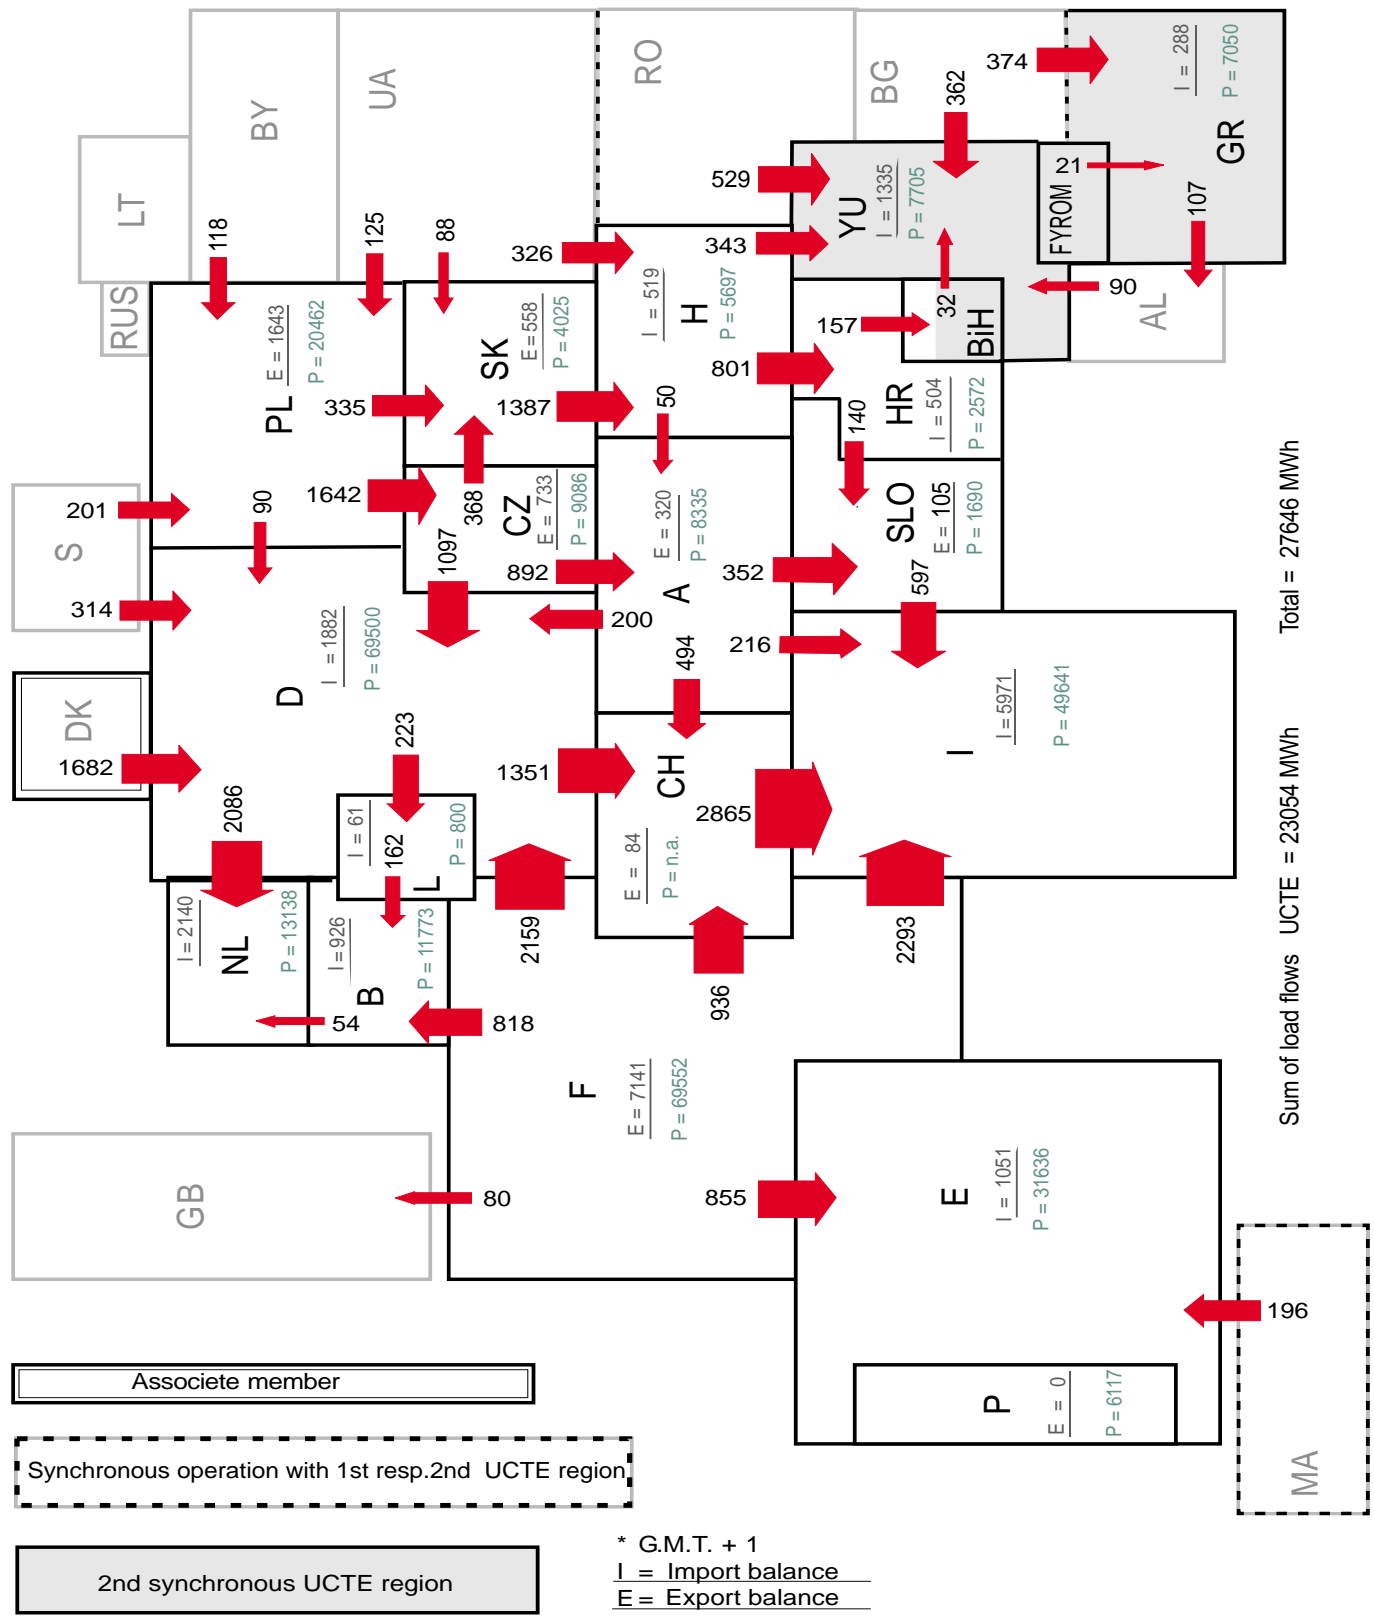 RO
BG
374
I = 288
P = 7050
GR
UA
BY
362
LT
529
I = 1335
P = 7705
YU
21
FYROM
107
118
125
88
326
343
RUS
E = 1643
P = 20462
PL
E = 558
P = 4025
SK
I = 519
P = 5697
H
32
90
AL
157
BiH
801
335
1387
50
140
HR
I = 504
P = 2572
201
S
90
1642
368
CZ
E = 733
P = 9086
E = 320
P = 8335
A
SLO
E = 105
P = 1690
1097
892
352
597
314
200
216
494
D
I = 1882
P = 69500
DK
1682
223
1351
CH
2865
I
I = 5971
P = 49641
2086
I = 61
P = 800
162
L
E = 84
P = n.a.
I = 2140
P = 13138
NL
I = 926
P = 11773
B
2159
936
2293
54
818
F
E = 7141
P = 69552
GB
80
855
E
I = 1051
P = 31636
196
P
E = 0
P = 6117
MA
Sum of load flows UCTE = 23054 MWh Total = 27646 MWh
Associete member
Synchronous operation with 1st resp.2nd UCTE region
2nd synchronous UCTE region
* G.M.T. + 1
I = Import balance
E = Export balance